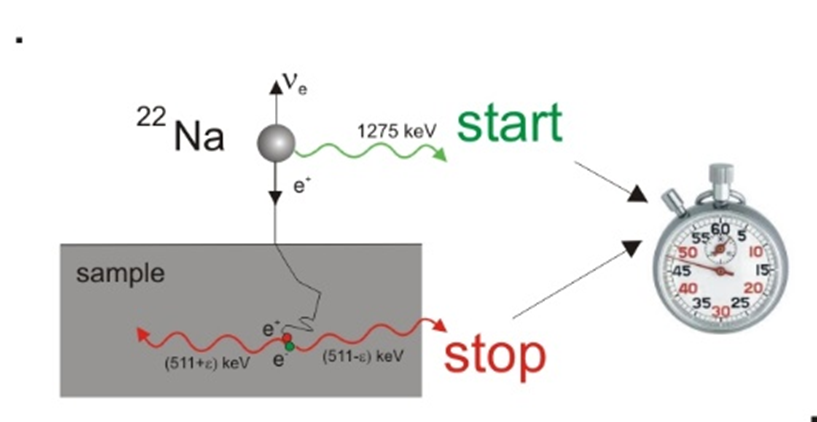 νe
²²Na
1275 keV
start
e⁺
sample
e⁺
(511+ε) keV
e⁻
(511-ε) keV
stop
60
5
10
15
20
25
30
35
40
45
50
55